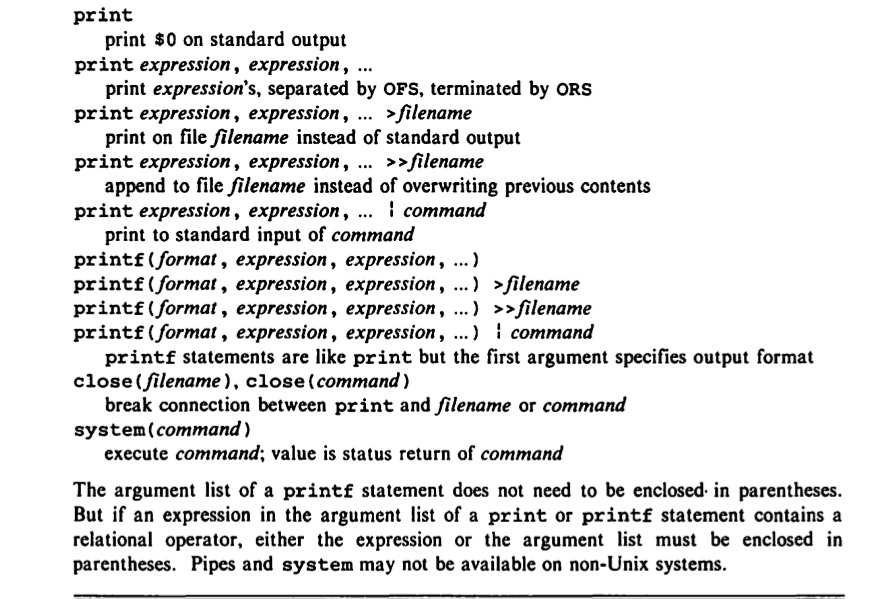 print
print $0 on standard output
print expression, expression, ...
print expression's, separated by OFS, terminated by ORS
print expression, expression, ... >filename
print on file filename instead of standard output
print expression, expression, ... >>filename
append to file filename instead of overwriting previous contents
print expression, expression, ... | command
print to standard input of command
printf(format, expression, expression, ...)
printf(format, expression, expression, ...) >filename
printf(format, expression, expression, ...) >>filename
printf(format, expression, expression, ...) | command
printf statements are like print but the first argument specifies output format
close(filename), close(command)
break connection between print and filename or command
system(command)
execute command; value is status return of command
The argument list of a printf statement does not need to be enclosed in parentheses.
But if an expression in the argument list of a print or printf statement contains a
relational operator, either the expression or the argument list must be enclosed in
parentheses. Pipes and system may not be available on non-Unix systems.